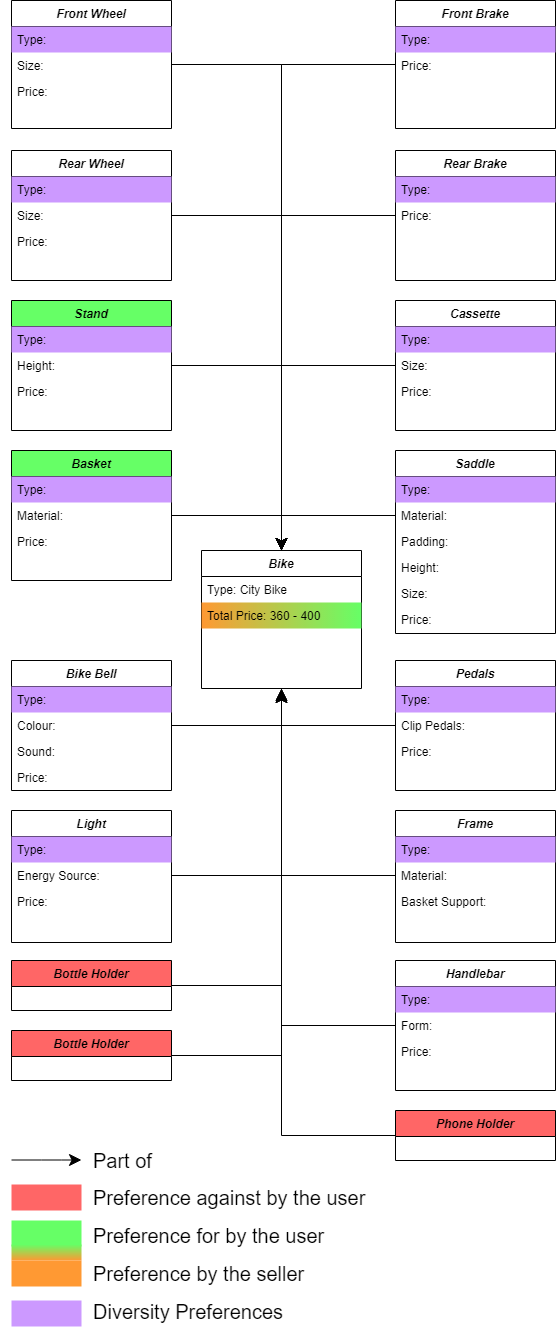 Front Wheel
Type:
Size:
Price:
Front Brake
Type:
Price:
Rear Wheel
Type:
Size:
Price:
Rear Brake
Type:
Price:
Stand
Type:
Height:
Price:
Cassette
Type:
Size:
Price:
Basket
Type:
Material:
Price:
Saddle
Type:
Material:
Padding:
Height:
Size:
Price:
Bike
Type: City Bike
Total Price: 360 - 400
Bike Bell
Type:
Colour:
Sound:
Price:
Pedals
Type:
Clip Pedals:
Price:
Light
Type:
Energy Source:
Price:
Frame
Type:
Material:
Basket Support:
Bottle Holder
Handlebar
Type:
Form:
Price:
Bottle Holder
Phone Holder
Part of
Preference against by the user
Preference for by the user
Preference by the seller
Diversity Preferences